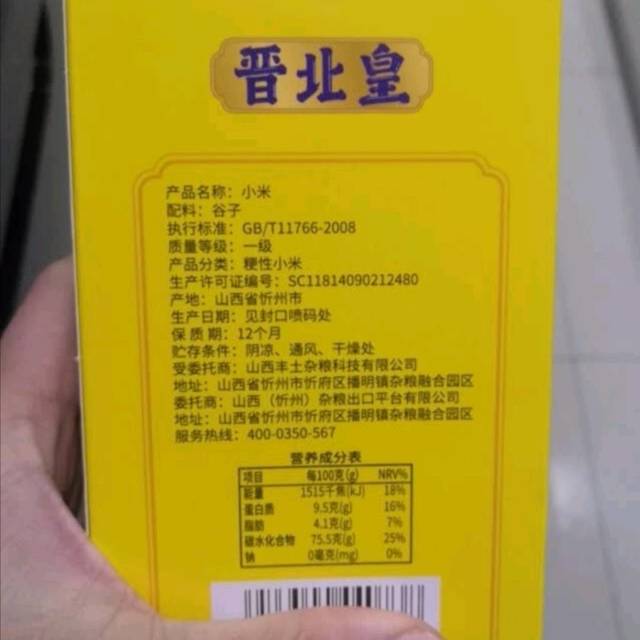 晋北皇
产品名称：小米
配料：谷子
执行标准：GB/T11766-2008
质量等级：一级
产品分类：粳性小米
生产许可证编号：SC11814090212480
产地：山西省忻州市
生产日期：见封口喷码处
保 质 期：12个月
贮存条件：阴凉、通风、干燥处
受委托商：山西丰土杂粮科技有限公司
地址：山西省忻州市忻府区播明镇杂粮融合园区
委托商：山西（忻州）杂粮出口平台有限公司
地址：山西省忻州市忻府区播明镇杂粮融合园区
服务热线：400-0350-567
营养成分表
项目 每100克(g) NRV%
能量 1515千焦(kJ) 18%
蛋白质 9.5克(g) 16%
脂肪 4.1克(g) 7%
碳水化合物 75.5克(g) 25%
钠 0毫克(mg) 0%